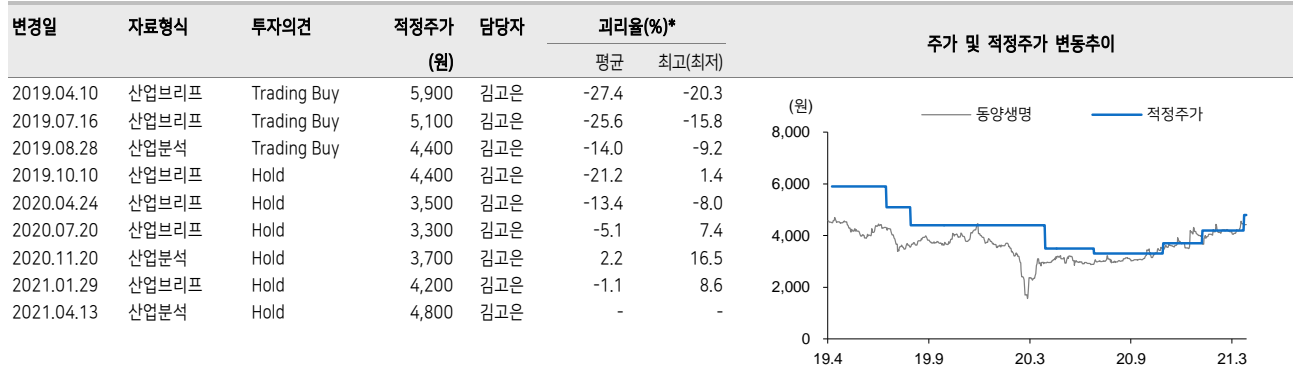 변경일 자료형식 투자의견 적정주가 담당자 괴리율(%)* 주가 및 적정주가 변동추이
(원) 평균 최고(최저)
2019.04.10 산업브리프 Trading Buy 5,900 김고은 -27.4 -20.3
2019.07.16 산업브리프 Trading Buy 5,100 김고은 -25.6 -15.8
2019.08.28 산업분석 Trading Buy 4,400 김고은 -14.0 -9.2
2019.10.10 산업브리프 Hold 4,400 김고은 -21.2 1.4
2020.04.24 산업브리프 Hold 3,500 김고은 -13.4 -8.0
2020.07.20 산업브리프 Hold 3,300 김고은 -5.1 7.4
2020.11.20 산업분석 Hold 3,700 김고은 2.2 16.5
2021.01.29 산업브리프 Hold 4,200 김고은 -1.1 8.6
2021.04.13 산업분석 Hold 4,800 김고은 - -
(원) 동양생명 적정주가
8,000
6,000
4,000
2,000
0
19.4 19.9 20.3 20.9 21.3